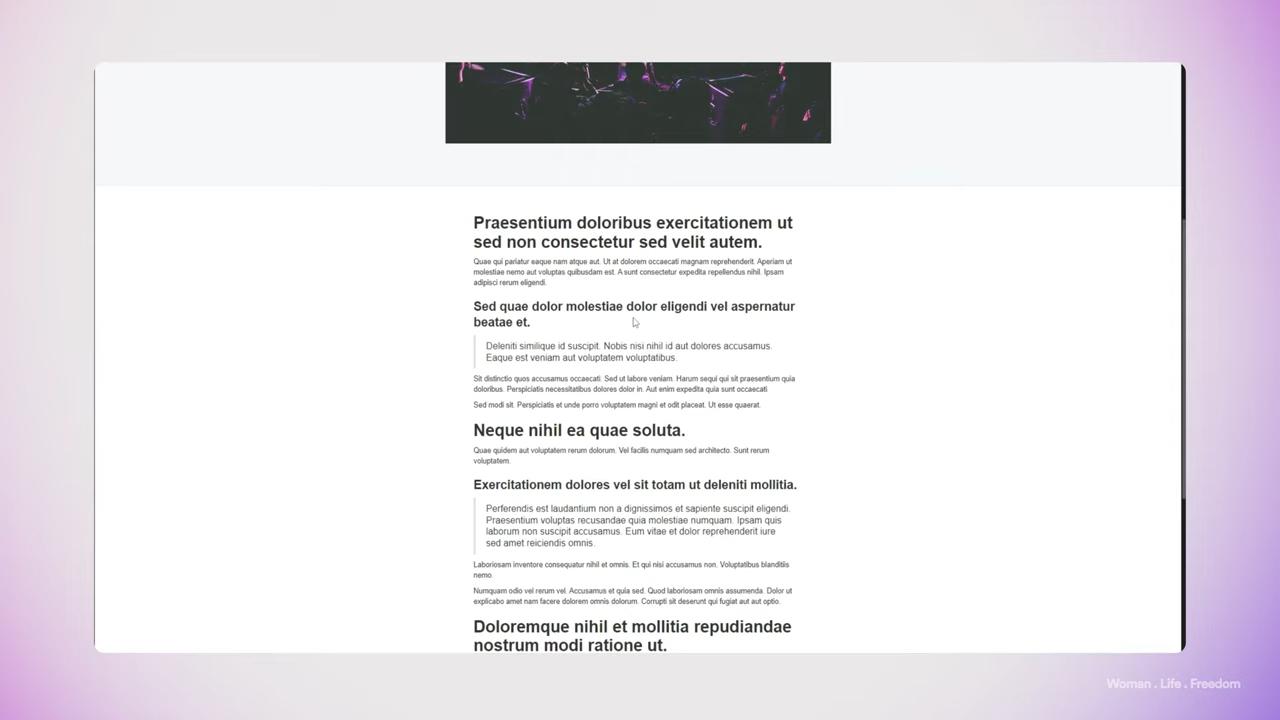 Praesentium doloribus exercitationem ut
sed non consectetur sed velit autem.
Quae qui pariatur eaque nam atque aut. Ut at dolorem occaecati magnam reprehenderit. Aperiam ut
molestiae nemo aut voluptas quibusdam est. A sunt consectetur expedita repellendus nihil. Ipsam
adipisci rerum eligendi.
Sed quae dolor molestiae dolor eligendi vel aspernatur
beatae et.
Deleniti similique id suscipit. Nobis nisi nihil id aut dolores accusamus.
Eaque est veniam aut voluptatem voluptatibus.
Sit distinctio quos accusamus occaecati. Sed ut labore veniam. Harum sequi qui sit praesentium quia
doloribus. Perspiciatis necessitatibus dolores dolor in. Aut enim expedita quia sunt occaecati
Sed modi sit. Perspiciatis et unde porro voluptatem magni et odit placeat. Ut esse quaerat.
Neque nihil ea quae soluta.
Quae quidem aut voluptatem rerum dolorum. Vel facilis numquam sed architecto. Sunt rerum
voluptatem.
Exercitationem dolores vel sit totam ut deleniti mollitia.
Perferendis est laudantium non a dignissimos et sapiente suscipit eligendi.
Praesentium voluptas recusandae quia molestiae numquam. Ipsam quis
laborum non suscipit accusamus. Eum vitae et dolor reprehenderit iure
sed amet reiciendis omnis.
Laboriosam inventore consequatur nihil et omnis. Et qui nisi accusamus non. Voluptatibus blanditiis
nemo.
Numquam odio vel rerum vel. Accusamus et quia sed. Quod laboriosam omnis assumenda. Dolor ut
explicabo amet nam facere dolorem omnis dolorum. Corrupti sit deserunt qui fugiat aut aut optio.
Doloremque nihil et mollitia repudiandae
nostrum modi ratione ut.
Woman . Life . Freedom